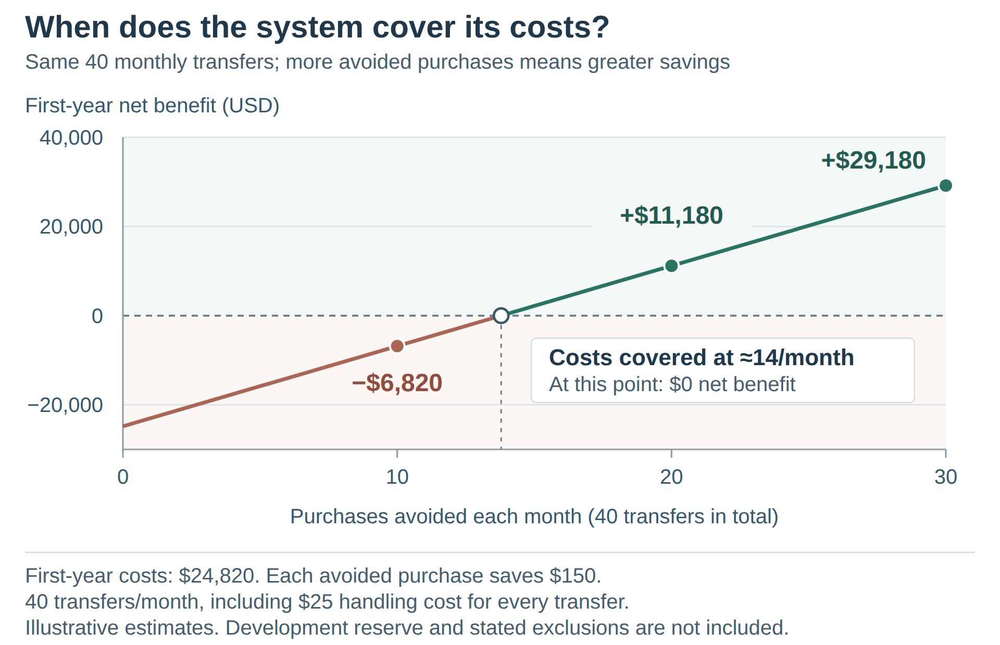 When does the system cover its costs?
Same 40 monthly transfers; more avoided purchases means greater savings
First-year net benefit (USD)
40,000
+$29,180
+$11,180
20,000
0
Costs covered at ≈14/month
−$6,820
At this point: $0 net benefit
−20,000
0
10
20
30
Purchases avoided each month (40 transfers in total)
First-year costs: $24,820. Each avoided purchase saves $150.
40 transfers/month, including $25 handling cost for every transfer.
Illustrative estimates. Development reserve and stated exclusions are not included.